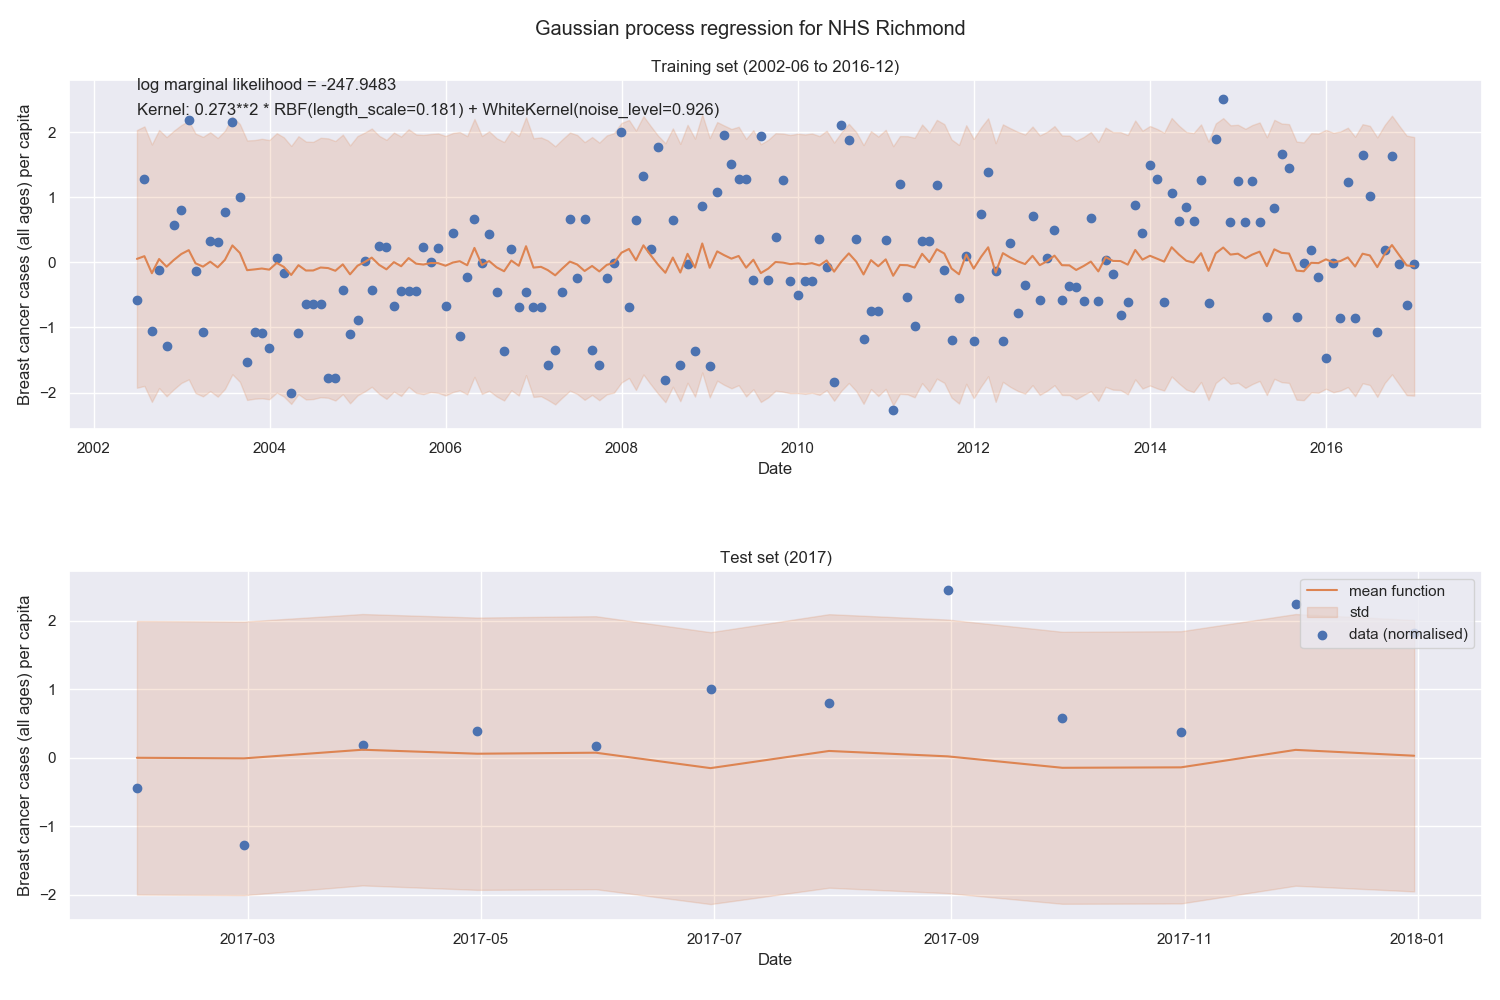 Gaussian process regression for NHS Richmond
Training set (2002-06 to 2016-12)
log marginal likelihood = -247.9483
Kernel: 0.273**2 * RBF(length_scale=0.181) + WhiteKernel(noise_level=0.926)
Breast cancer cases (all ages) per capita
2
1
0
−1
−2
2002 2004 2006 2008 2010 2012 2014 2016
Date
Test set (2017)
mean function
std
data (normalised)
Breast cancer cases (all ages) per capita
2
1
0
−1
−2
2017-03 2017-05 2017-07 2017-09 2017-11 2018-01
Date